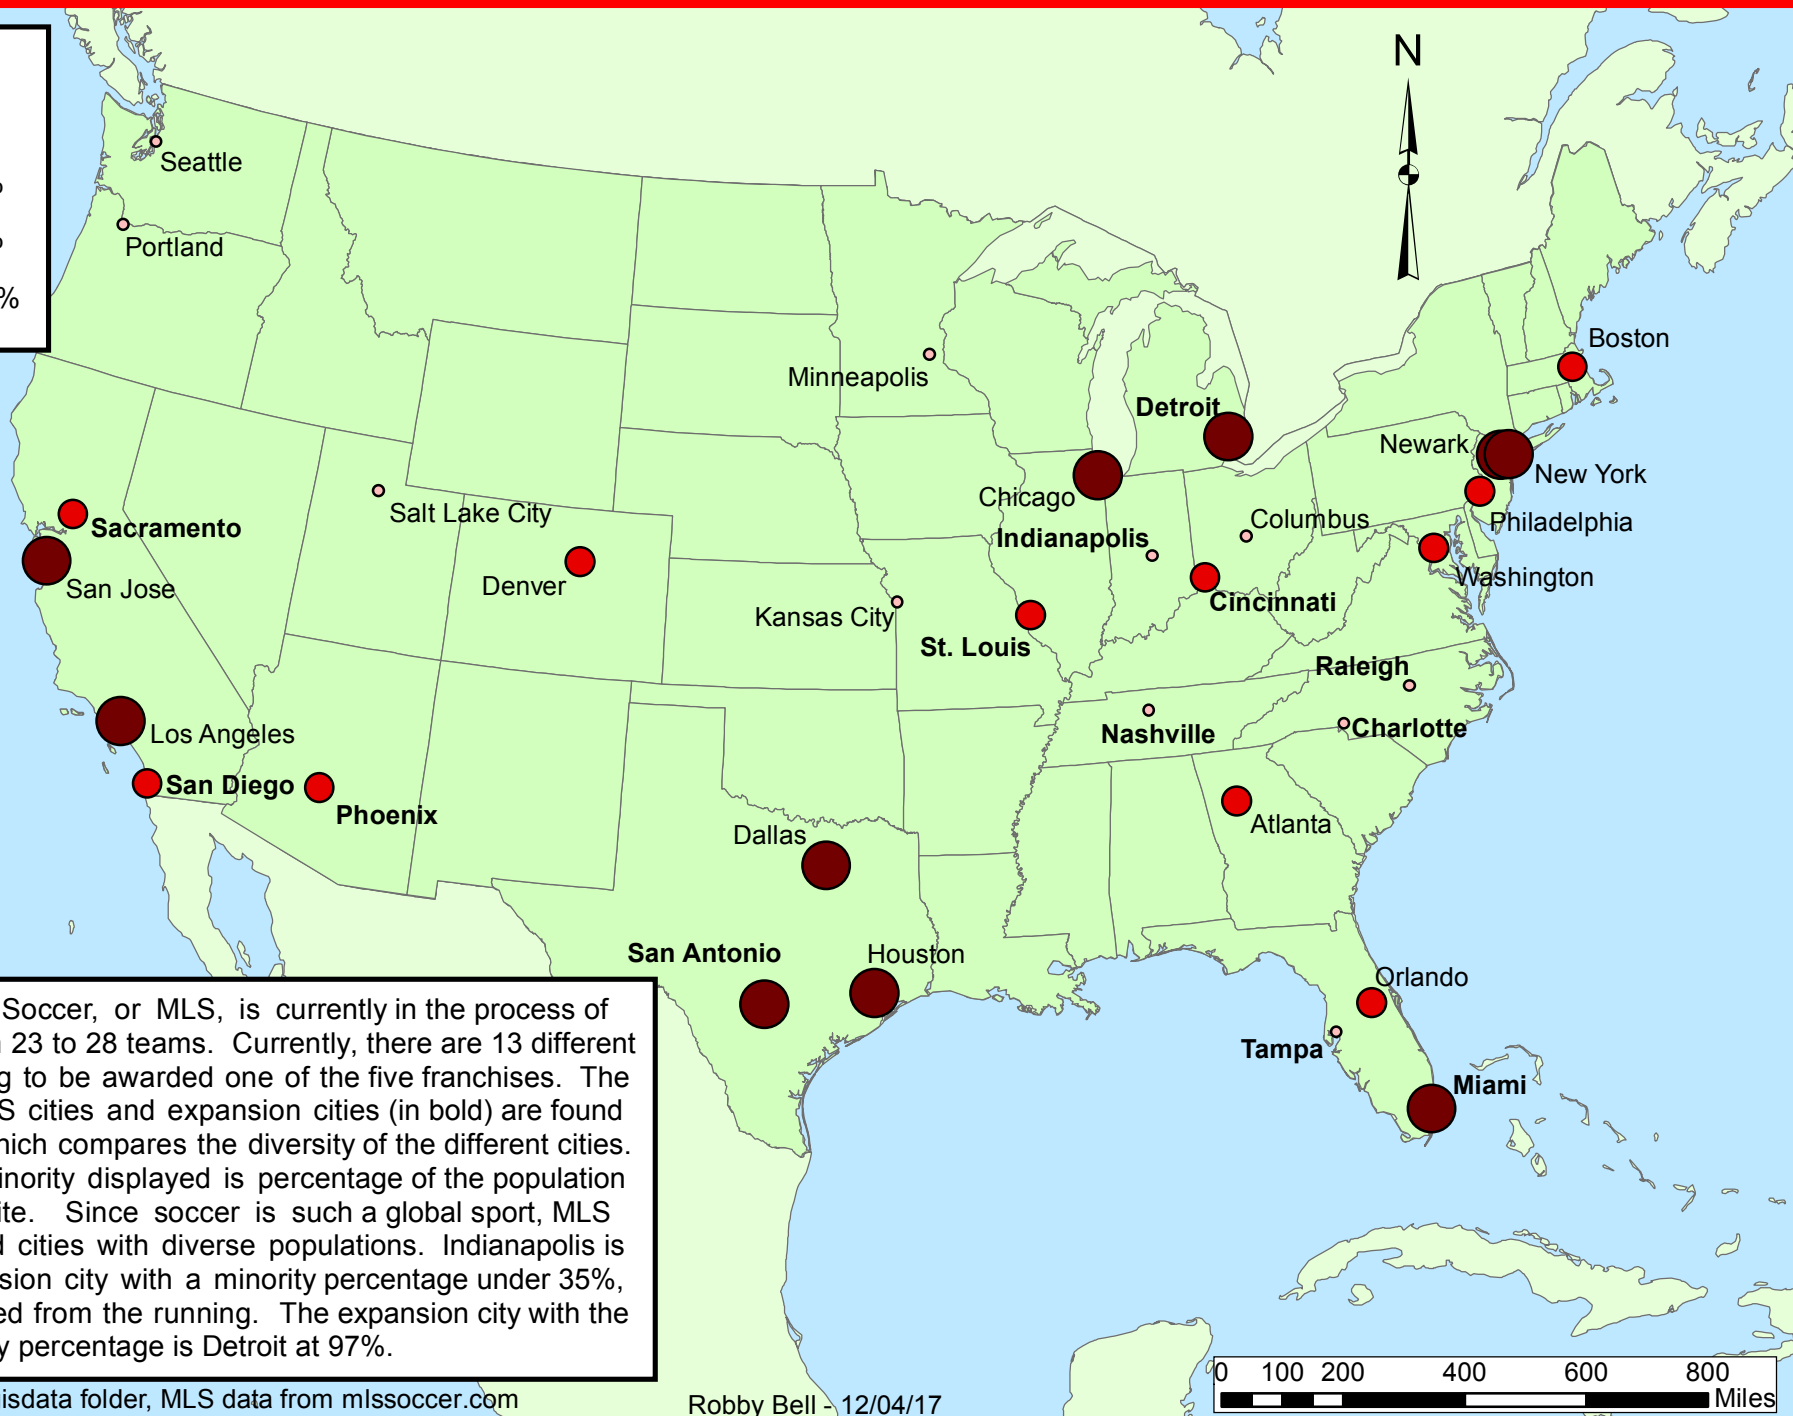 N
%
Seattle
Portland
Boston
Minneapolis
Detroit
Newark
New York
Chicago
Salt Lake City
Columbus
Philadelphia
Sacramento
Indianapolis
San Jose
Denver
Washington
Cincinnati
Kansas City
St. Louis
Raleigh
Los Angeles
Nashville
Charlotte
San Diego
Phoenix
Atlanta
Dallas
San Antonio
Houston
Orlando
Tampa
Miami
Soccer, or MLS, is currently in the process of
23 to 28 teams. Currently, there are 13 different
to be awarded one of the five franchises. The
cities and expansion cities (in bold) are found
compares the diversity of the different cities.
displayed is percentage of the population
Since soccer is such a global sport, MLS
cities with diverse populations. Indianapolis is
city with a minority percentage under 35%,
from the running. The expansion city with the
percentage is Detroit at 97%.
folder, MLS data from mlssoccer.com
Robby Bell - 12/04/17
0 100 200 400 600 800
Miles